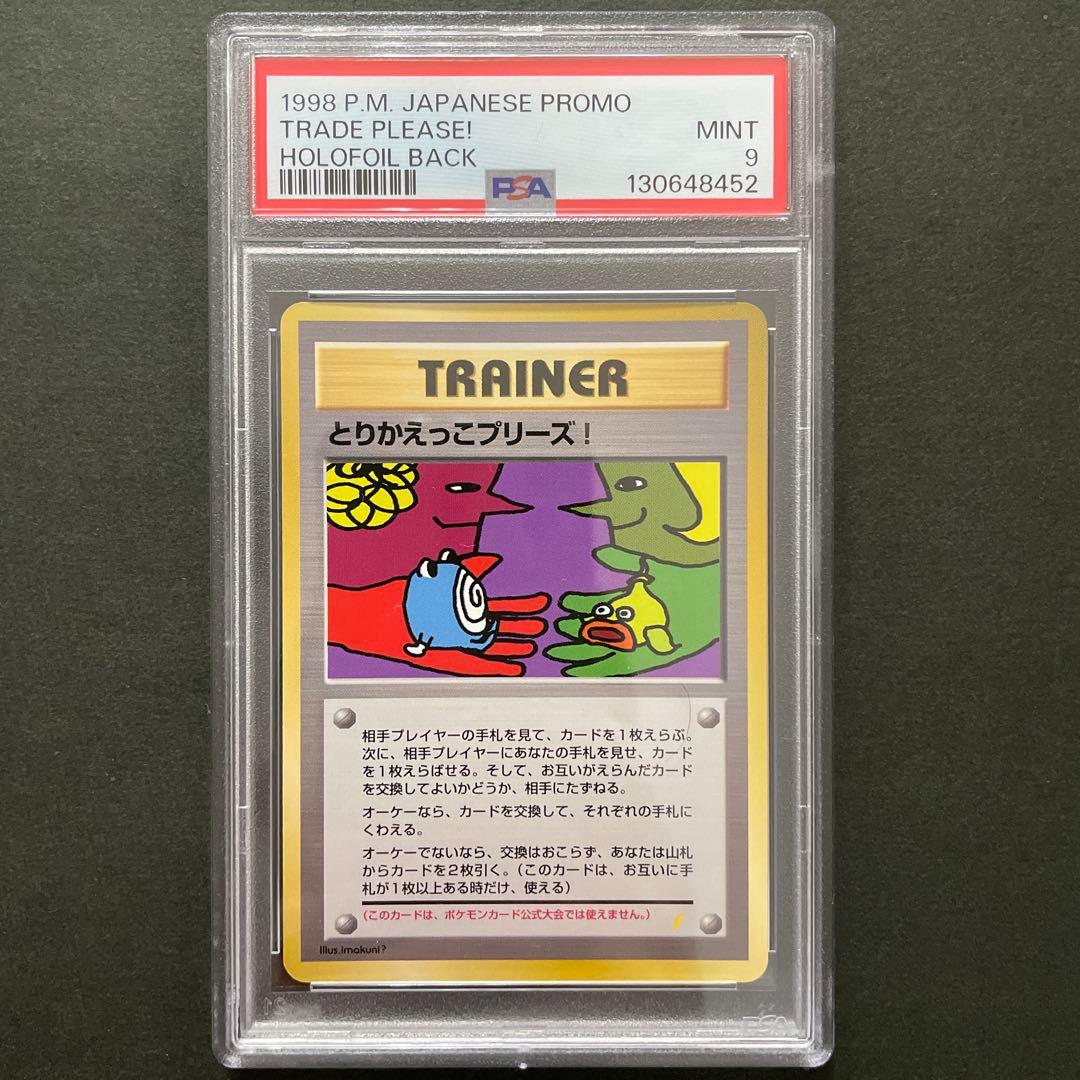 1998 P.M. JAPANESE PROMO
TRADE PLEASE! MINT
HOLOFOIL BACK 9
PSA 130648452
TRAINER
とりかえっこプリーズ!
相手プレイヤーの手札を見て、カードを1枚えらぶ。
次に、相手プレイヤーにあなたの手札を見せ、カード
を1枚えらばせる。そして、お互いがえらんだカード
を交換してよいかどうか、相手にたずねる。
オーケーなら、カードを交換して、それぞれの手札に
くわえる。
オーケーでないなら、交換はおこらず、あなたは山札
からカードを2枚引く。(このカードは、お互いに手
札が1枚以上ある時だけ、使える)
(このカードは、ポケモンカード公式大会では使えません。)
Illus.Imakuni?
PSA